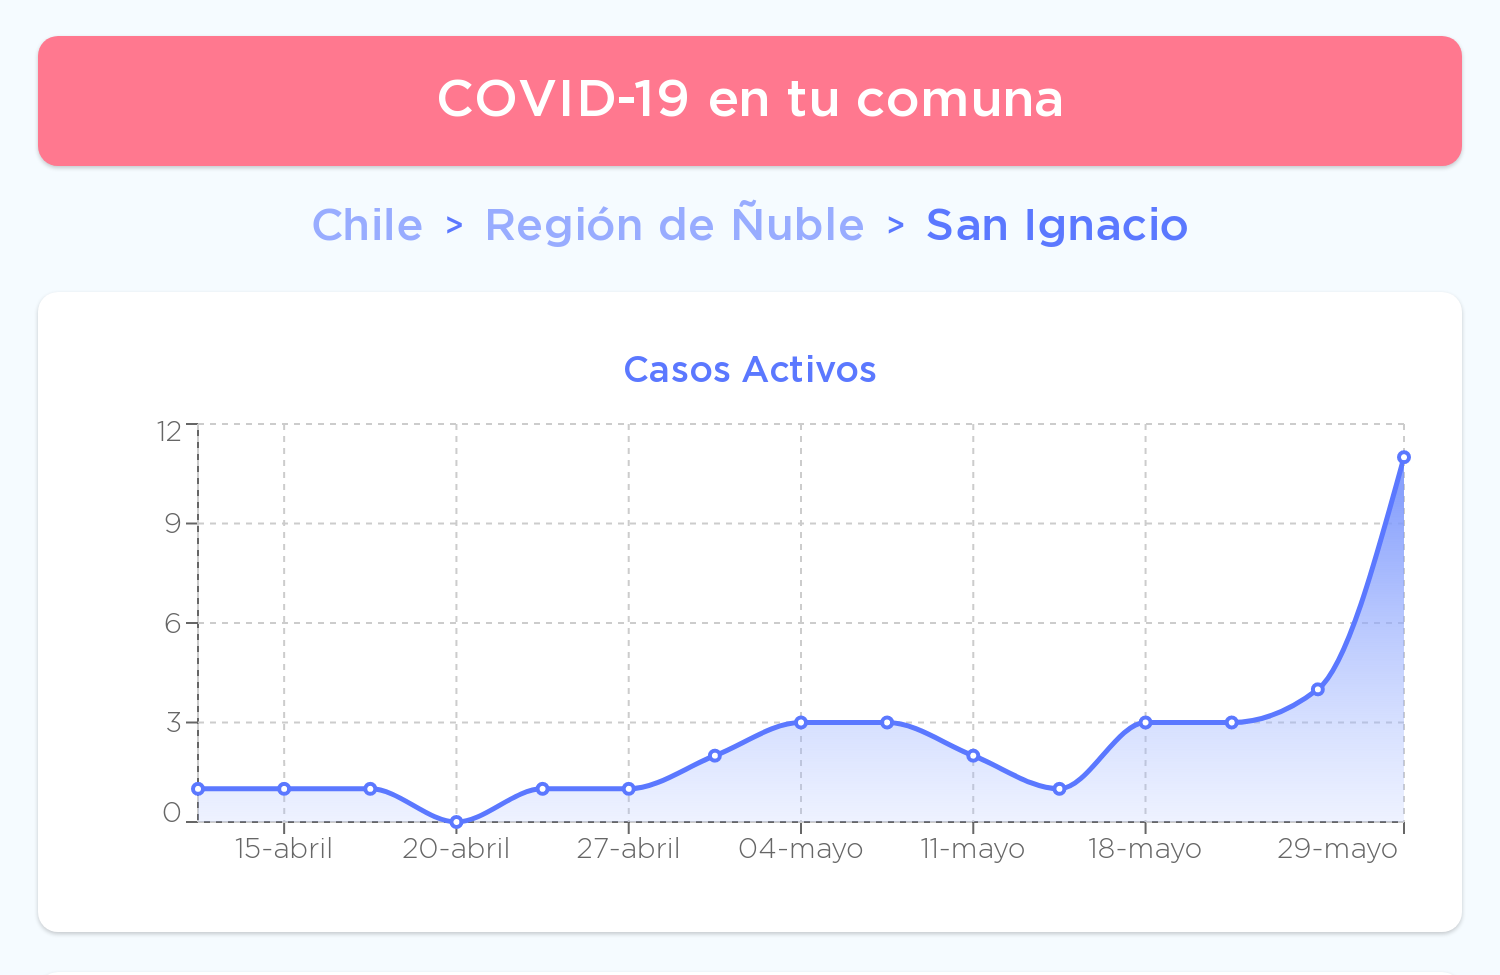 COVID-19 en tu comuna
Chile > Región de Ñuble > San Ignacio
Casos Activos
12
9
6
3
0
15-abril 20-abril 27-abril 04-mayo 11-mayo 18-mayo 29-mayo